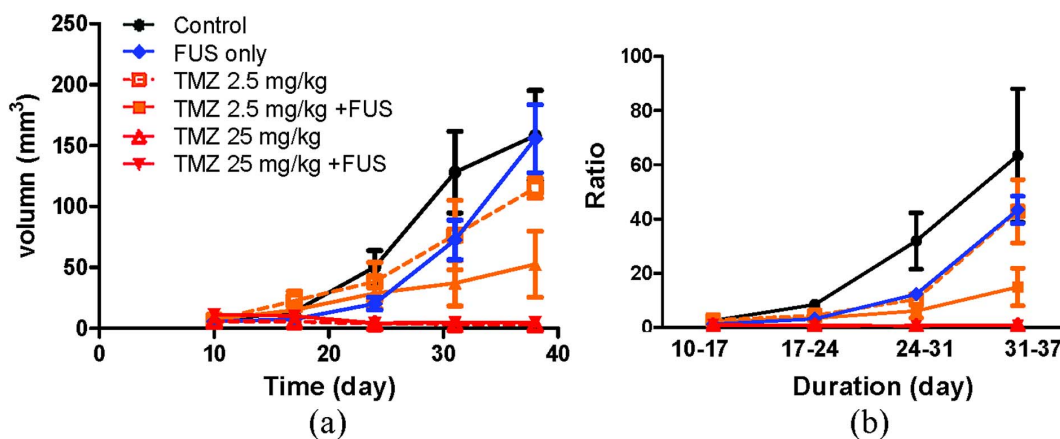 250
200
150
100
50
0
volumn (mm³)
Control
FUS only
TMZ 2.5 mg/kg
TMZ 2.5 mg/kg +FUS
TMZ 25 mg/kg
TMZ 25 mg/kg +FUS
0 10 20 30 40
Time (day)
(a)
100
80
60
40
20
0
Ratio
10-17 17-24 24-31 31-37
Duration (day)
(b)